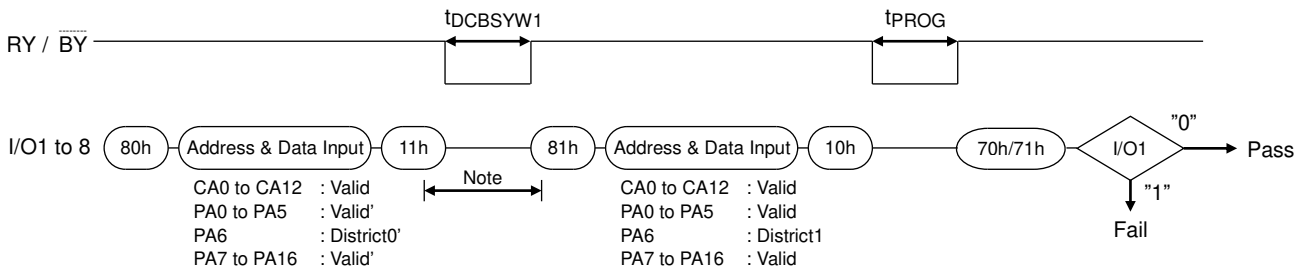 tDCBSYW1
tPROG
RY / BY
I/O1 to 8
80h
Address & Data Input
11h
81h
Address & Data Input
10h
70h/71h
I/O1
"0"
Pass
"1"
Fail
Note
CA0 to CA12 : Valid
PA0 to PA5 : Valid'
PA6 : District0'
PA7 to PA16 : Valid'
CA0 to CA12 : Valid
PA0 to PA5 : Valid
PA6 : District1
PA7 to PA16 : Valid